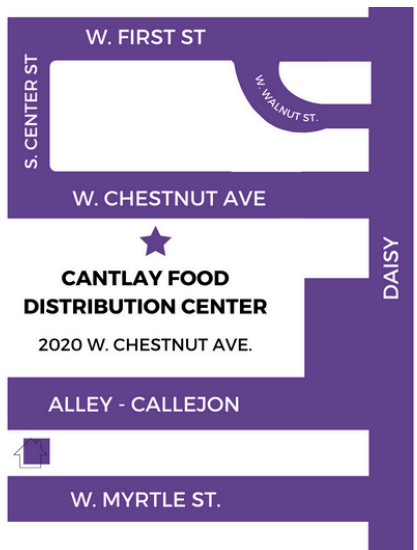 W. FIRST ST
S. CENTER ST
W. WALNUT ST.
W. CHESTNUT AVE
DAISY
CANTLAY FOOD
DISTRIBUTION CENTER
2020 W. CHESTNUT AVE.
ALLEY - CALLEJON
W. MYRTLE ST.